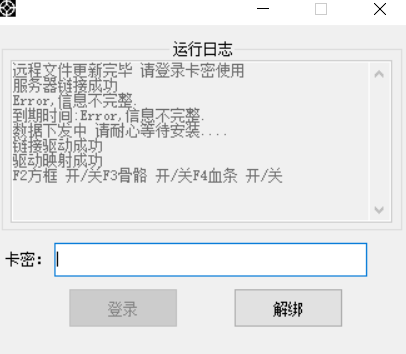 运行日志
远程文件更新完毕 请登录卡密使用
服务器链接成功
Error,信息不完整.
到期时间:Error,信息不完整.
数据下发中 请耐心等待安装....
链接驱动成功
驱动映射成功
F2方框 开/关F3骨骼 开/关F4血条 开/关
卡密：
登录
解绑